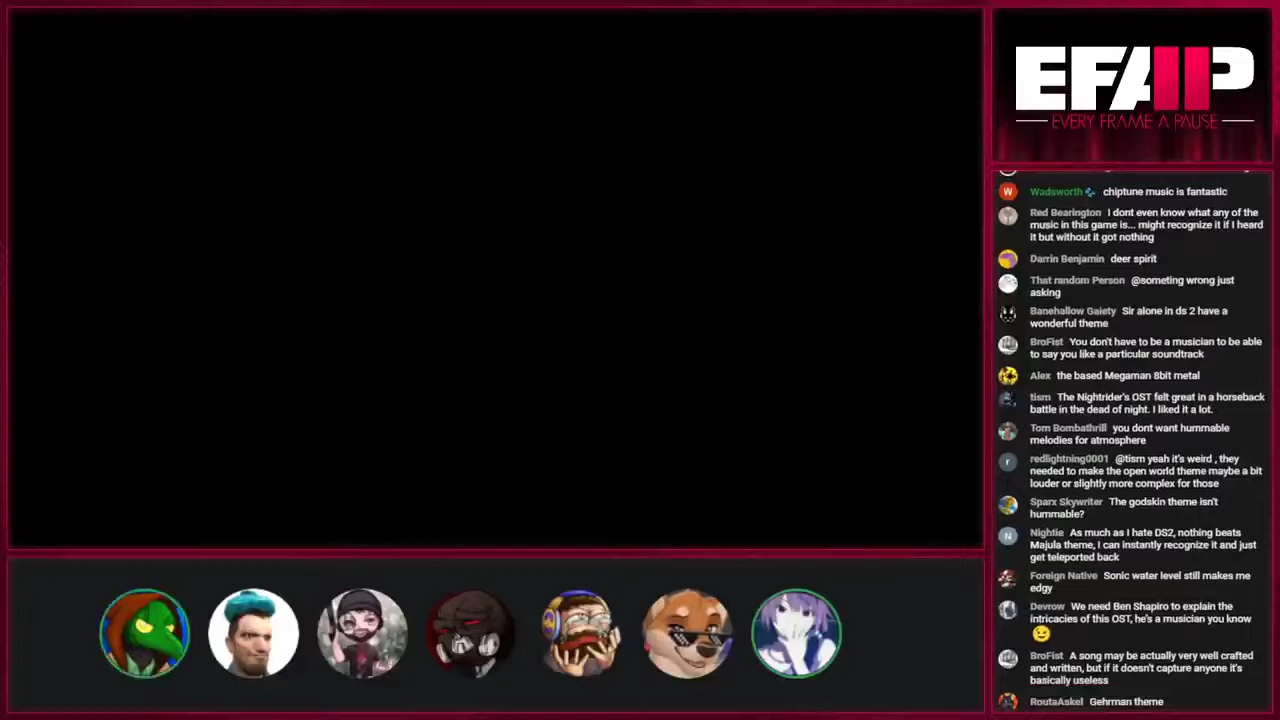 EFAP
EVERY FRAME A PAUSE
W
Wadsworth chiptune music is fantastic
Red Bearington I dont even know what any of the
music in this game is... might recognize it if I heard
it but without it got nothing
Darrin Benjamin deer spirit
That random Person @someting wrong just
asking
Banehallow Gaiety Sir alone in ds 2 have a
wonderful theme
BroFist You don't have to be a musician to be able
to say you like a particular soundtrack
Alex the based Megaman 8bit metal
tism The Nightrider's OST felt great in a horseback
battle in the dead of night. I liked it a lot.
Tom Bombathrill you dont want hummable
melodies for atmosphere
r
redlightning0001 @tism yeah it's weird , they
needed to make the open world theme maybe a bit
louder or slightly more complex for those
Sparx Skywriter The godskin theme isn't
hummable?
N
Nightie As much as I hate DS2, nothing beats
Majula theme, I can instantly recognize it and just
get teleported back
Foreign Native Sonic water level still makes me
edgy
Devrow We need Ben Shapiro to explain the
intricacies of this OST, he's a musician you know
BroFist A song may be actually very well crafted
and written, but if it doesn't capture anyone it's
basically useless
RoutaAskel Gehrman theme